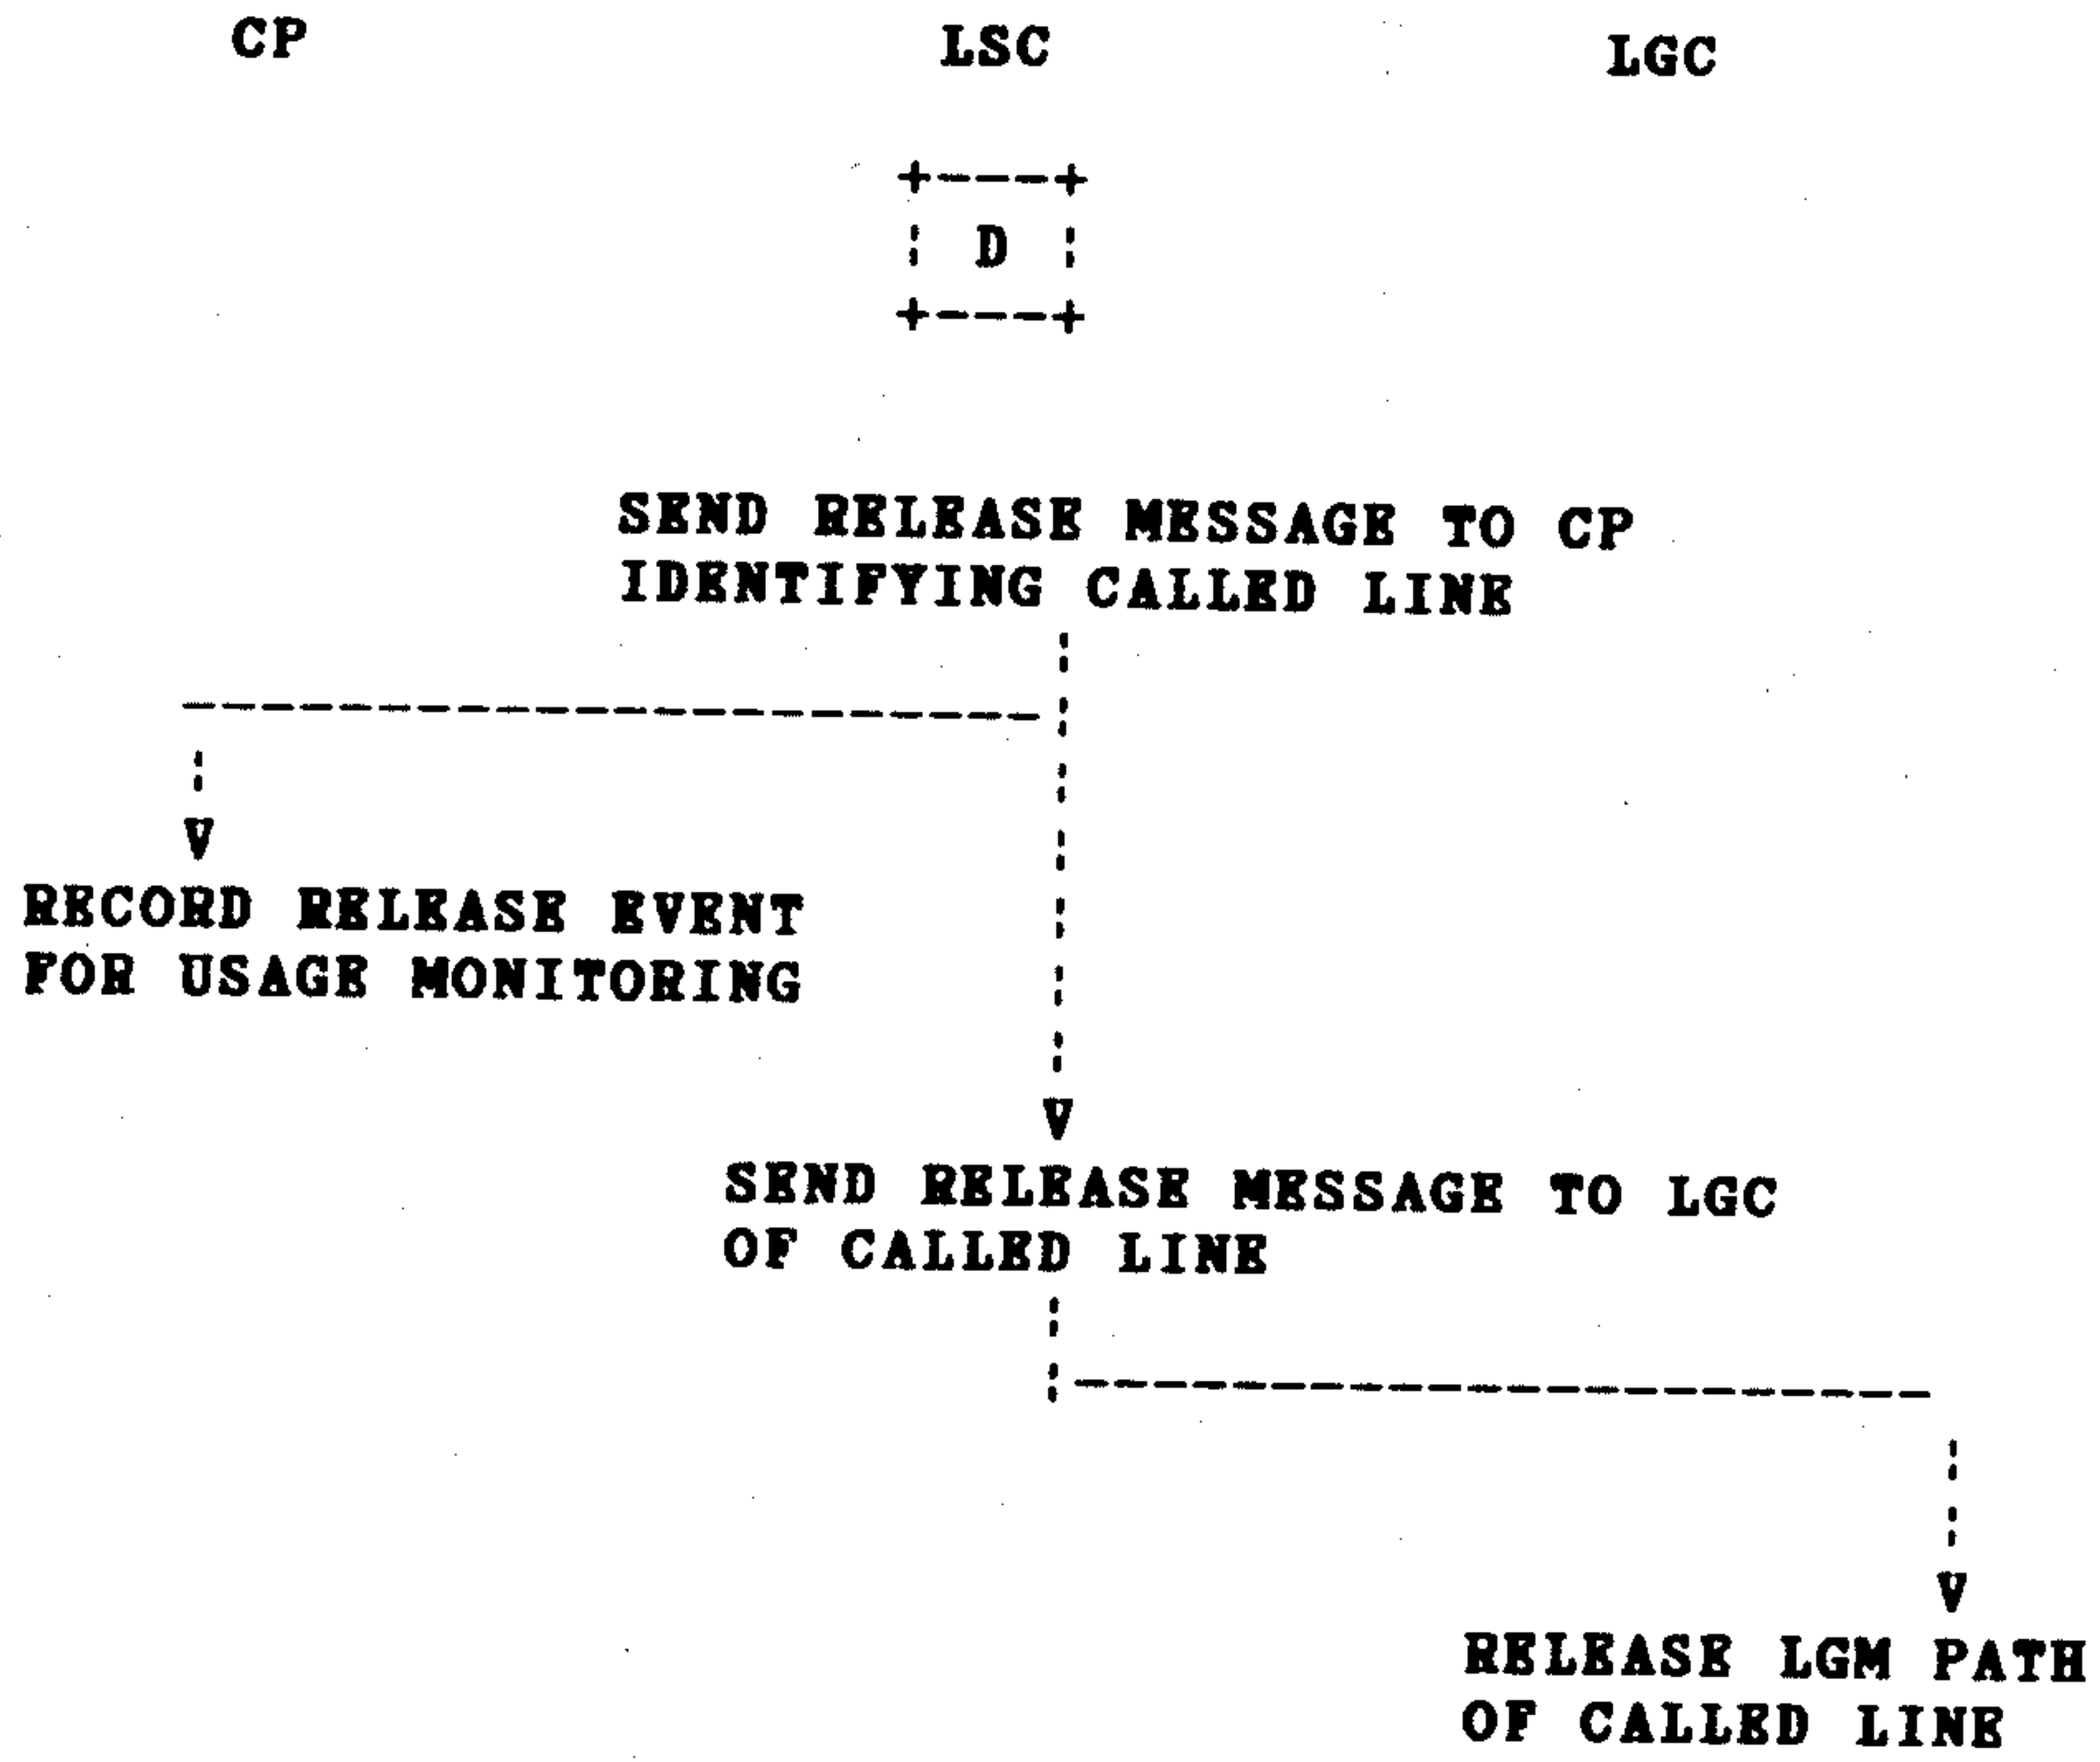 CP LSC LGC
D
SEND RELEASE MESSAGE TO CP
IDENTIFYING CALLED LINE
RECORD RELEASE EVENT
FOR USAGE MONITORING
SEND RELEASE MESSAGE TO LGC
OF CALLED LINE
RELEASE LGM PATH
OF CALLED LINE